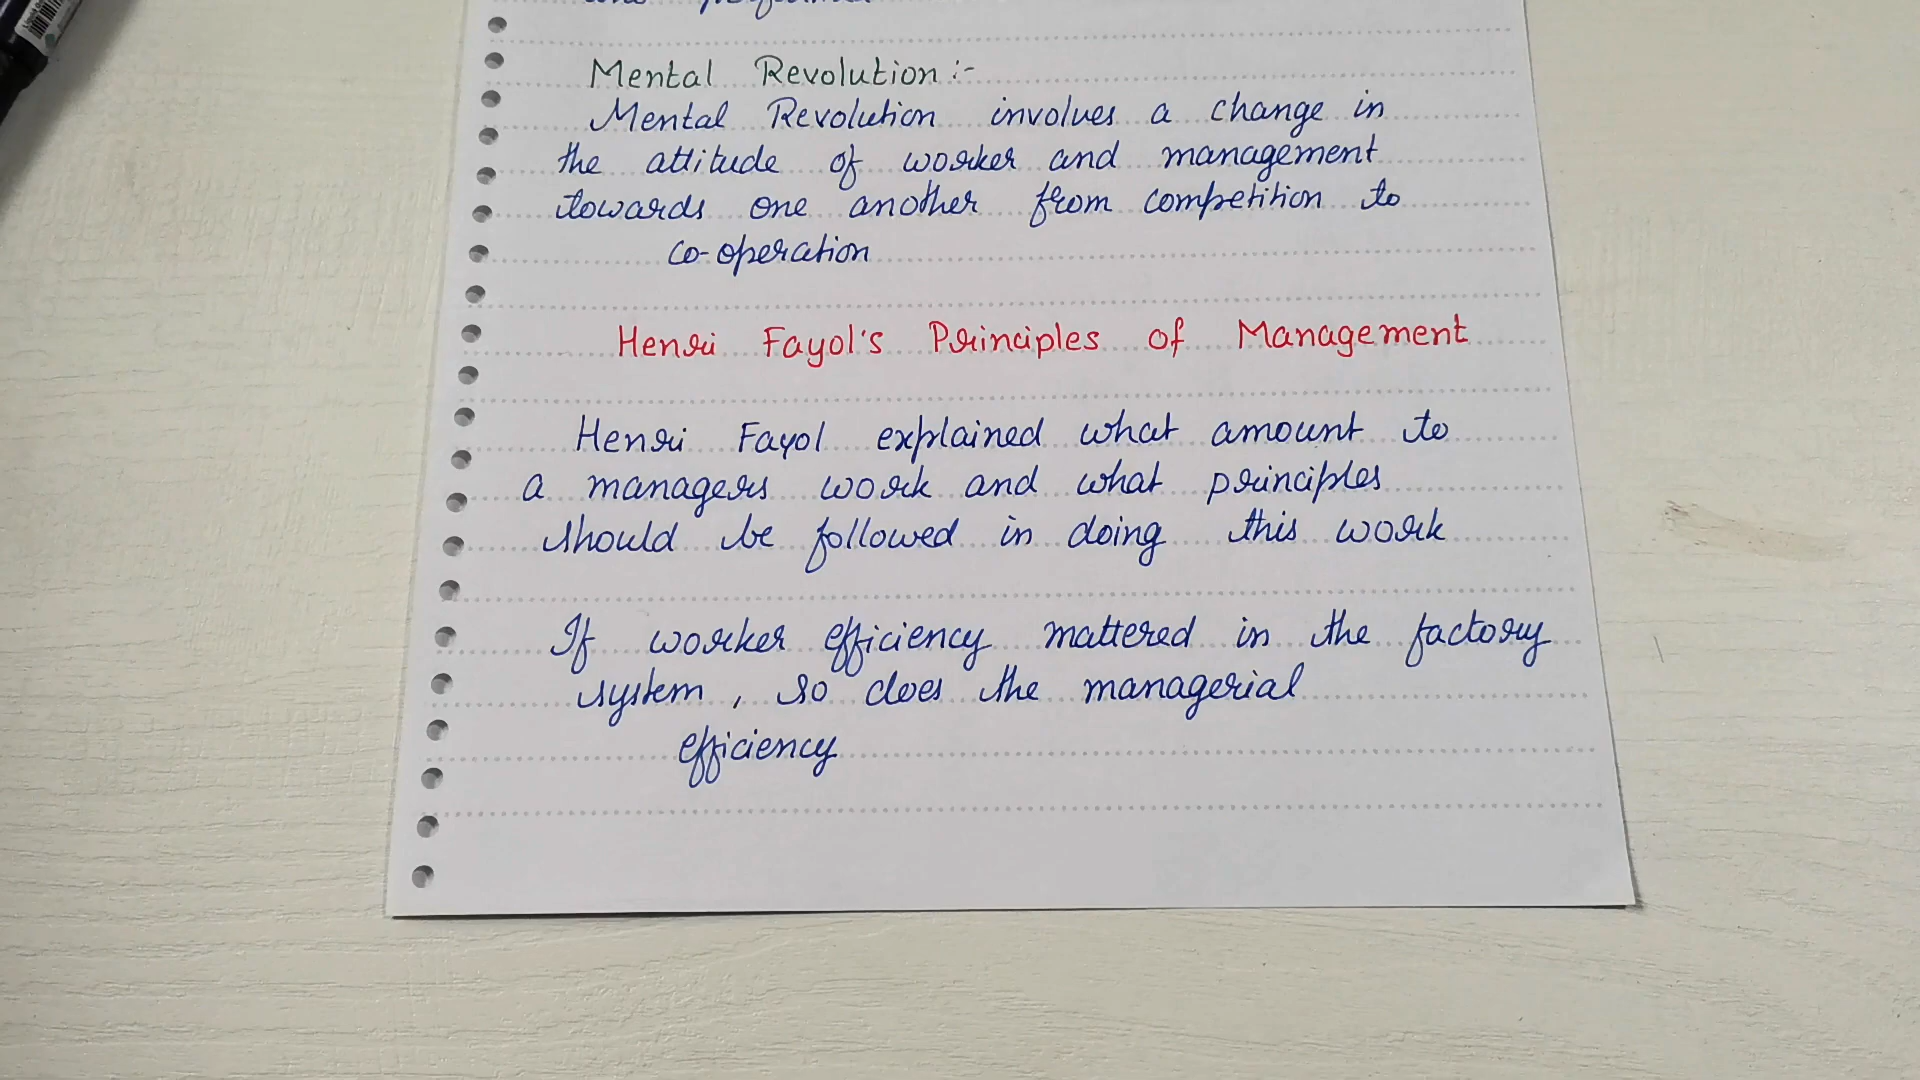 Mental Revolution :-
Mental Revolution involves a change in
the attitude of worker and management
towards one another from competition to
co-operation
Henri Fayol's Principles of Management
Henri Fayol explained what amount to
a managers work and what principles
should be followed in doing this work
If worker efficiency mattered in the factory
system, so does the managerial
efficiency